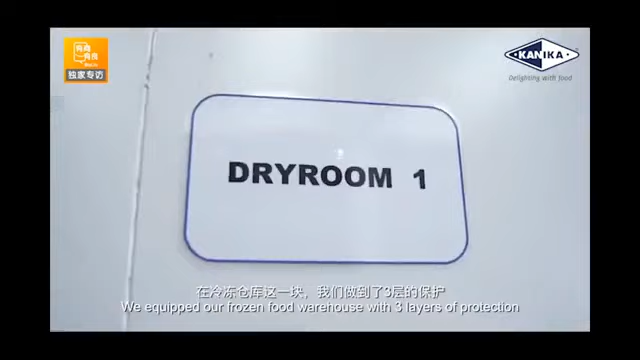 独家专访
KANIKA
Delighting with food
DRYROOM 1
在冷冻仓库这一块，我们做到了3层的保护
We equipped our frozen food warehouse with 3 layers of protection